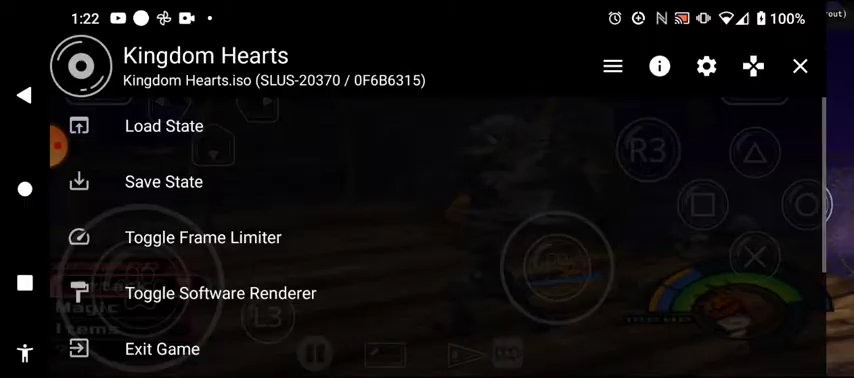 1:22
100%
rout)
Kingdom Hearts
Kingdom Hearts.iso (SLUS-20370 / 0F6B6315)
Load State
R3
Save State
Toggle Frame Limiter
Toggle Software Renderer
Magic
Items
L3
Exit Game